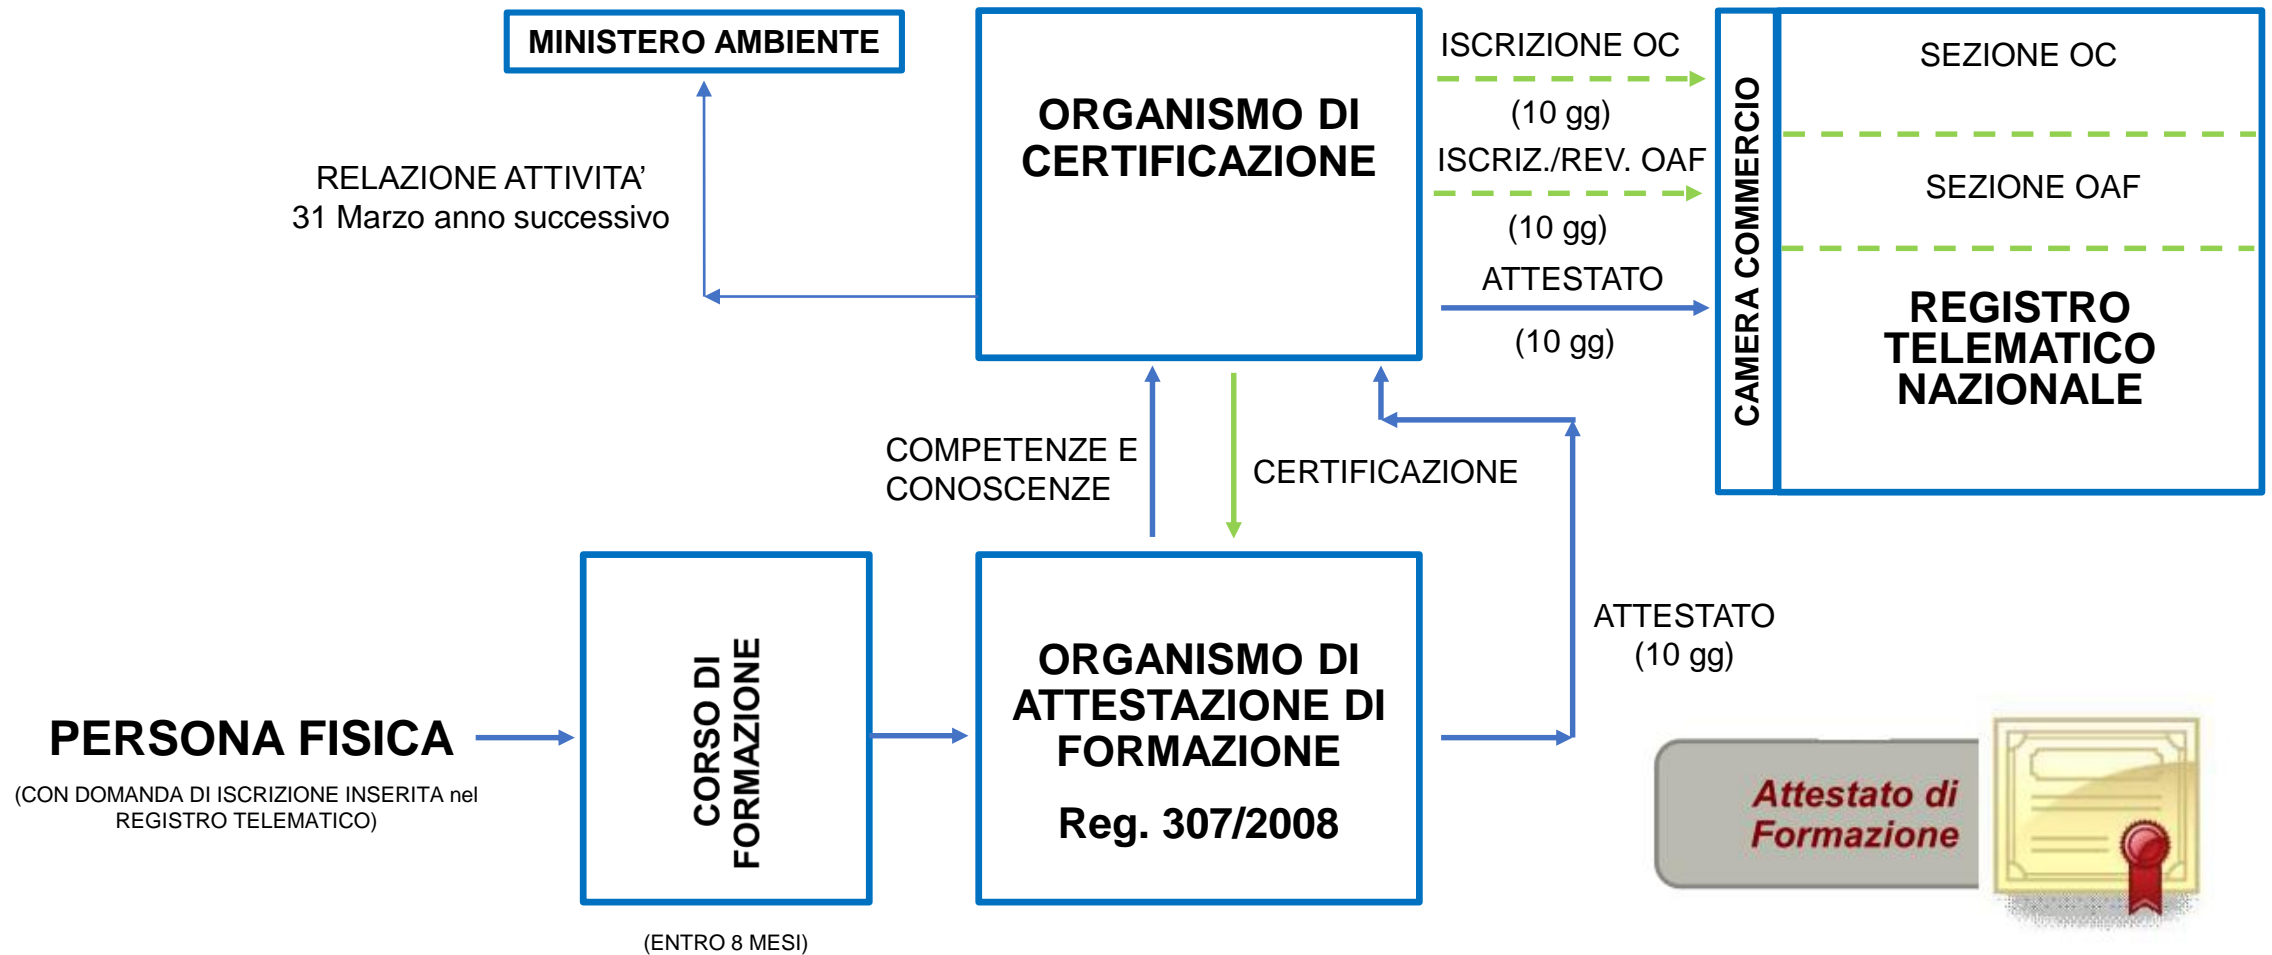 MINISTERO AMBIENTE
RELAZIONE ATTIVITA’
31 Marzo anno successivo
ORGANISMO DI
CERTIFICAZIONE
ISCRIZIONE OC
(10 gg)
ISCRIZ./REV. OAF
(10 gg)
ATTESTATO
(10 gg)
CAMERA COMMERCIO
SEZIONE OC
SEZIONE OAF
REGISTRO
TELEMATICO
NAZIONALE
COMPETENZE E
CONOSCENZE
CERTIFICAZIONE
PERSONA FISICA
(CON DOMANDA DI ISCRIZIONE INSERITA nel
REGISTRO TELEMATICO)
CORSO DI
FORMAZIONE
(ENTRO 8 MESI)
ORGANISMO DI
ATTESTAZIONE DI
FORMAZIONE
Reg. 307/2008
ATTESTATO
(10 gg)
Attestato di
Formazione